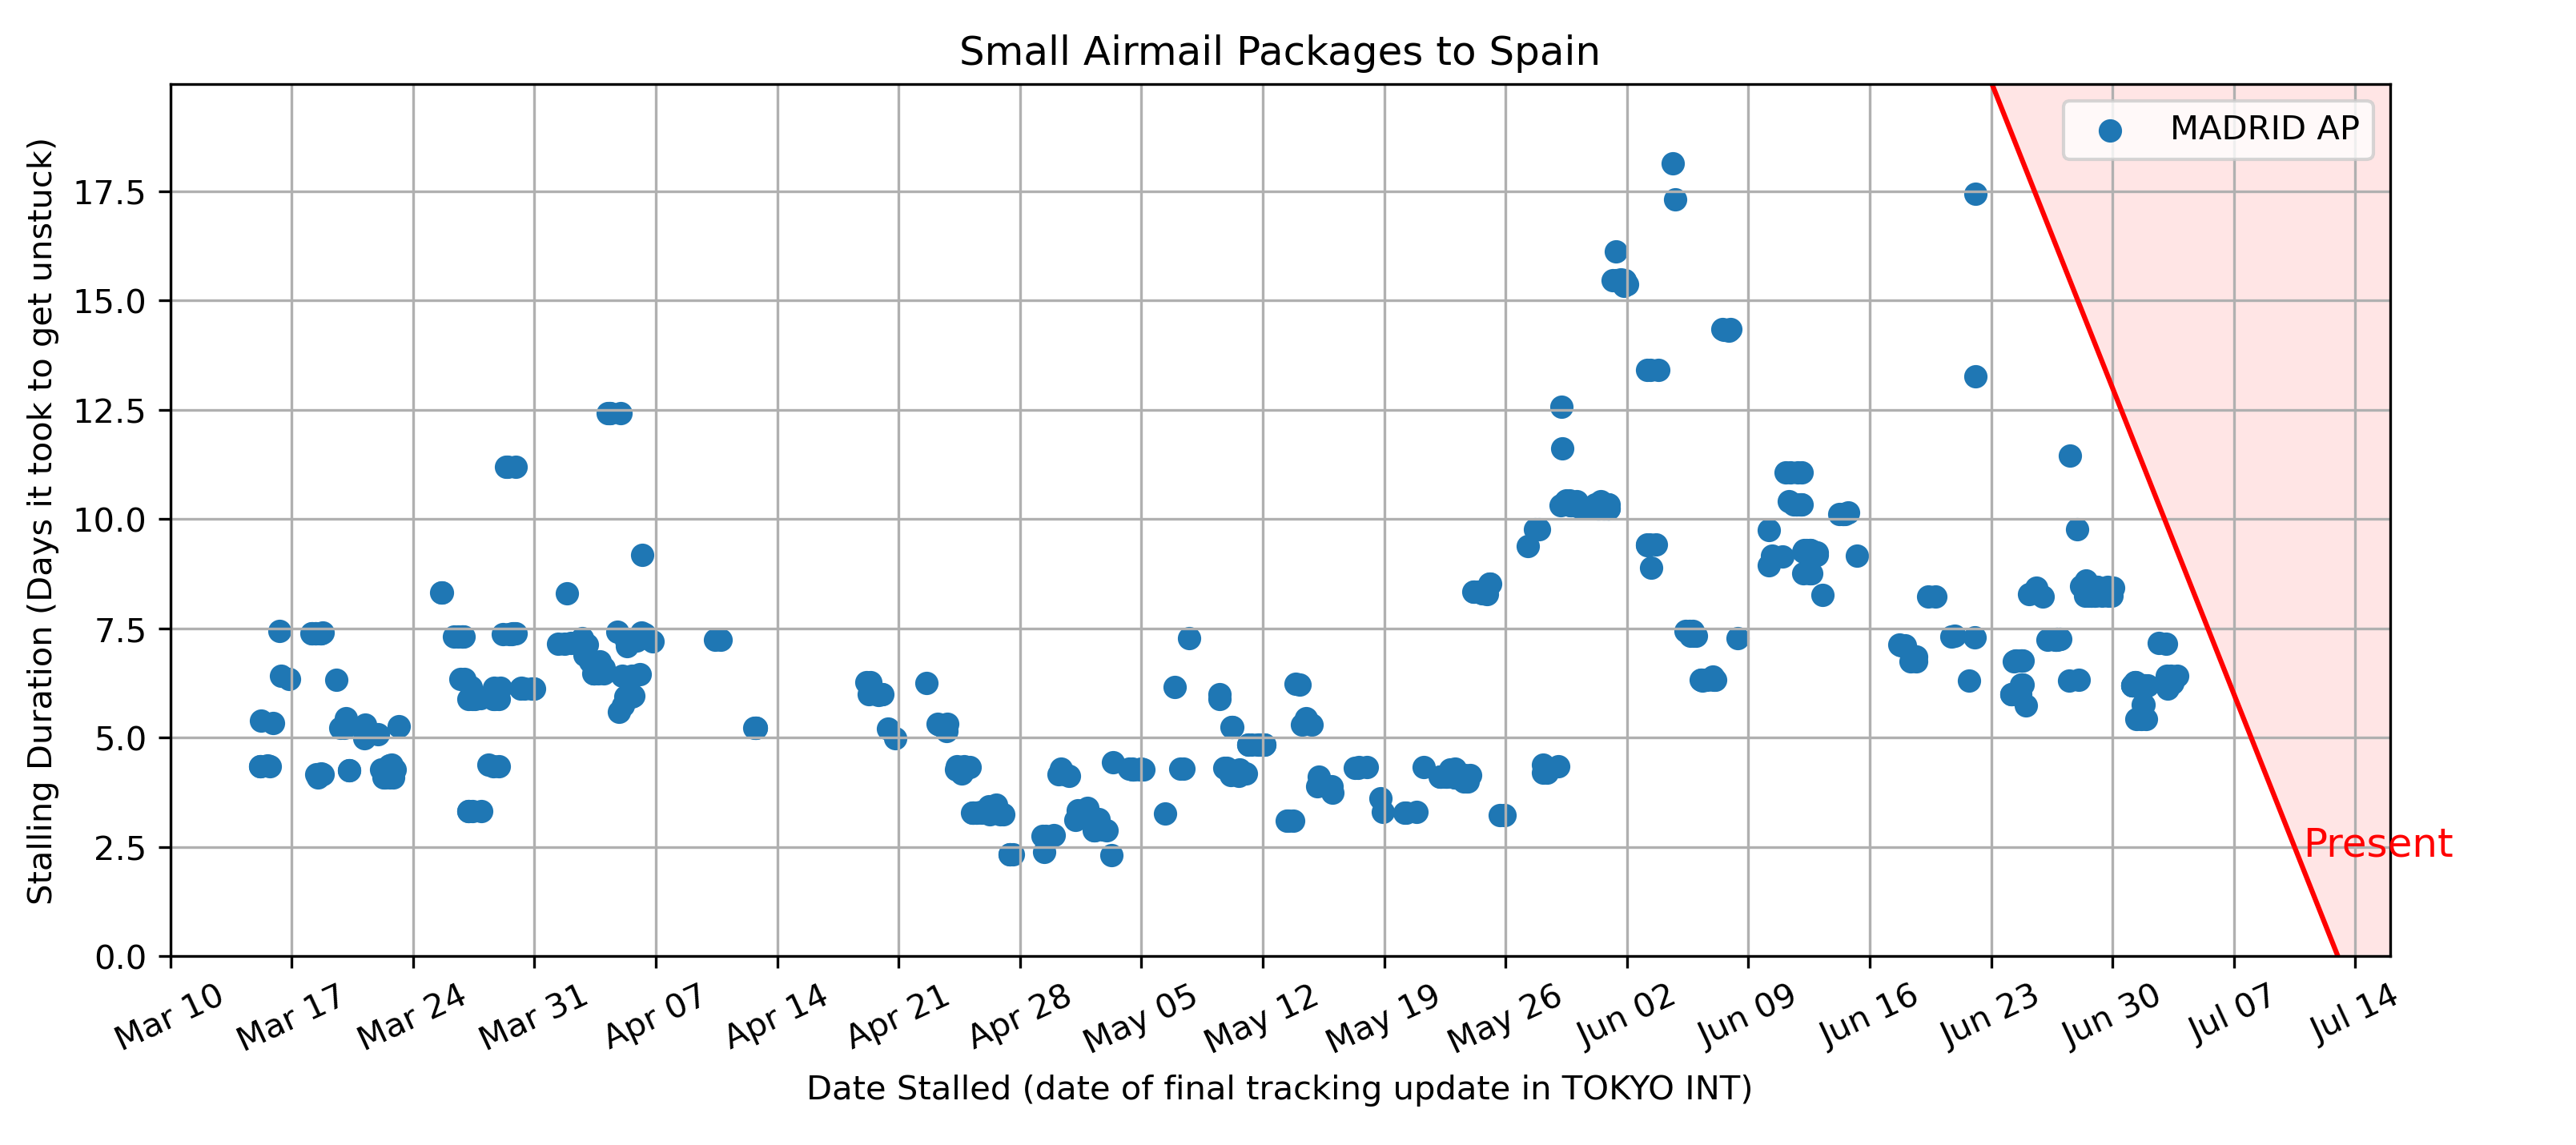 Small Airmail Packages to Spain
MADRID AP
Stalling Duration (Days it took to get unstuck)
17.5
15.0
12.5
10.0
7.5
5.0
2.5
0.0
Present
Mar 10
Mar 17
Mar 24
Mar 31
Apr 07
Apr 14
Apr 21
Apr 28
May 05
May 12
May 19
May 26
Jun 02
Jun 09
Jun 16
Jun 23
Jun 30
Jul 07
Jul 14
Date Stalled (date of final tracking update in TOKYO INT)